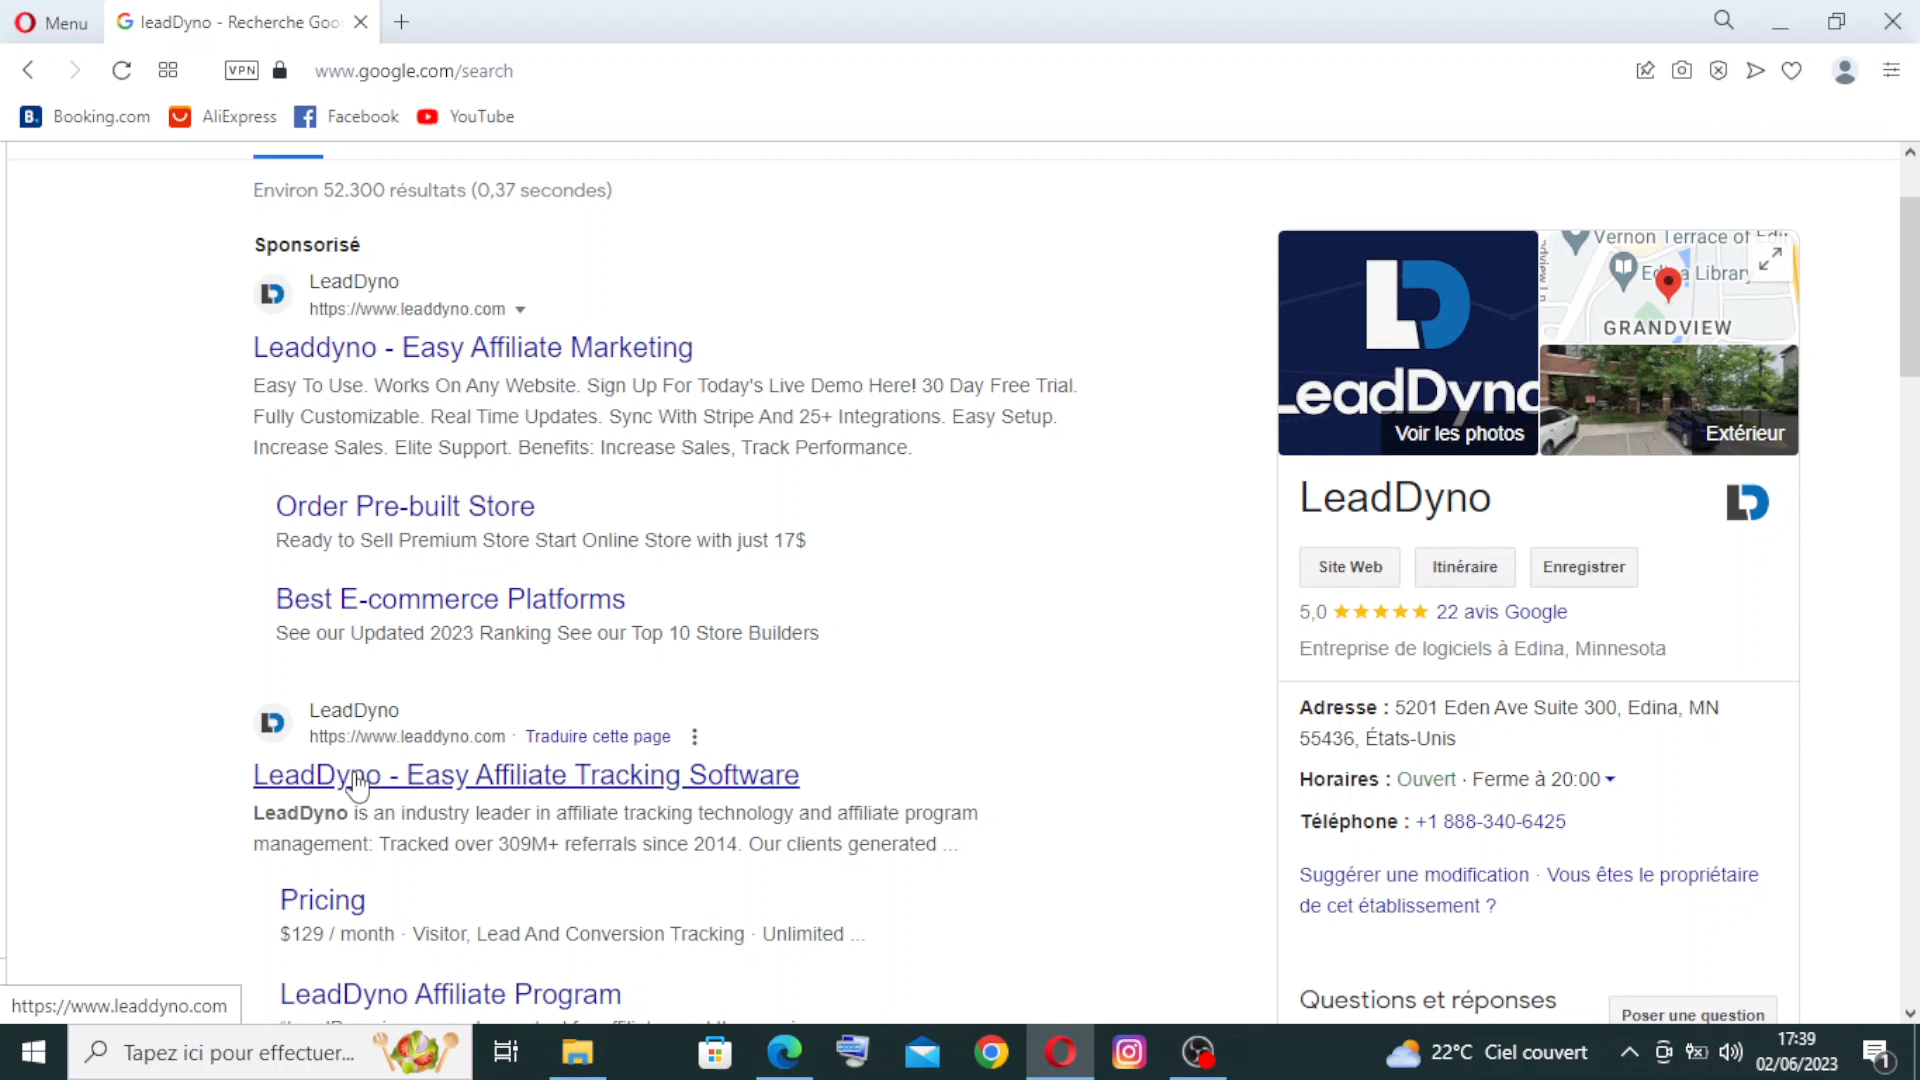 Menu
leadDyno - Recherche Goo
VPN
www.google.com/search
B. Booking.com
AliExpress
Facebook
YouTube
Environ 52.300 résultats (0,37 secondes)
Sponsorisé
LeadDyno
https://www.leaddyno.com
Leaddyno - Easy Affiliate Marketing
Easy To Use. Works On Any Website. Sign Up For Today's Live Demo Here! 30 Day Free Trial.
Fully Customizable. Real Time Updates. Sync With Stripe And 25+ Integrations. Easy Setup.
Increase Sales. Elite Support. Benefits: Increase Sales, Track Performance.
Order Pre-built Store
Ready to Sell Premium Store Start Online Store with just 17$
Best E-commerce Platforms
See our Updated 2023 Ranking See our Top 10 Store Builders
LeadDyno
https://www.leaddyno.com · Traduire cette page
LeadDyno - Easy Affiliate Tracking Software
LeadDyno is an industry leader in affiliate tracking technology and affiliate program
management: Tracked over 309M+ referrals since 2014. Our clients generated ...
Pricing
$129 / month · Visitor, Lead And Conversion Tracking · Unlimited ...
LeadDyno Affiliate Program
https://www.leaddyno.com
LeadDyno
Voir les photos
Vernon Terrace of Edin
Edina Library
GRANDVIEW
Extérieur
LeadDyno
Site Web
Itinéraire
Enregistrer
5,0 22 avis Google
Entreprise de logiciels à Edina, Minnesota
Adresse : 5201 Eden Ave Suite 300, Edina, MN
55436, États-Unis
Horaires : Ouvert · Ferme à 20:00
Téléphone : +1 888-340-6425
Suggérer une modification · Vous êtes le propriétaire
de cet établissement ?
Questions et réponses
Poser une question
Tapez ici pour effectuer...
22°C Ciel couvert
17:39
02/06/2023
1